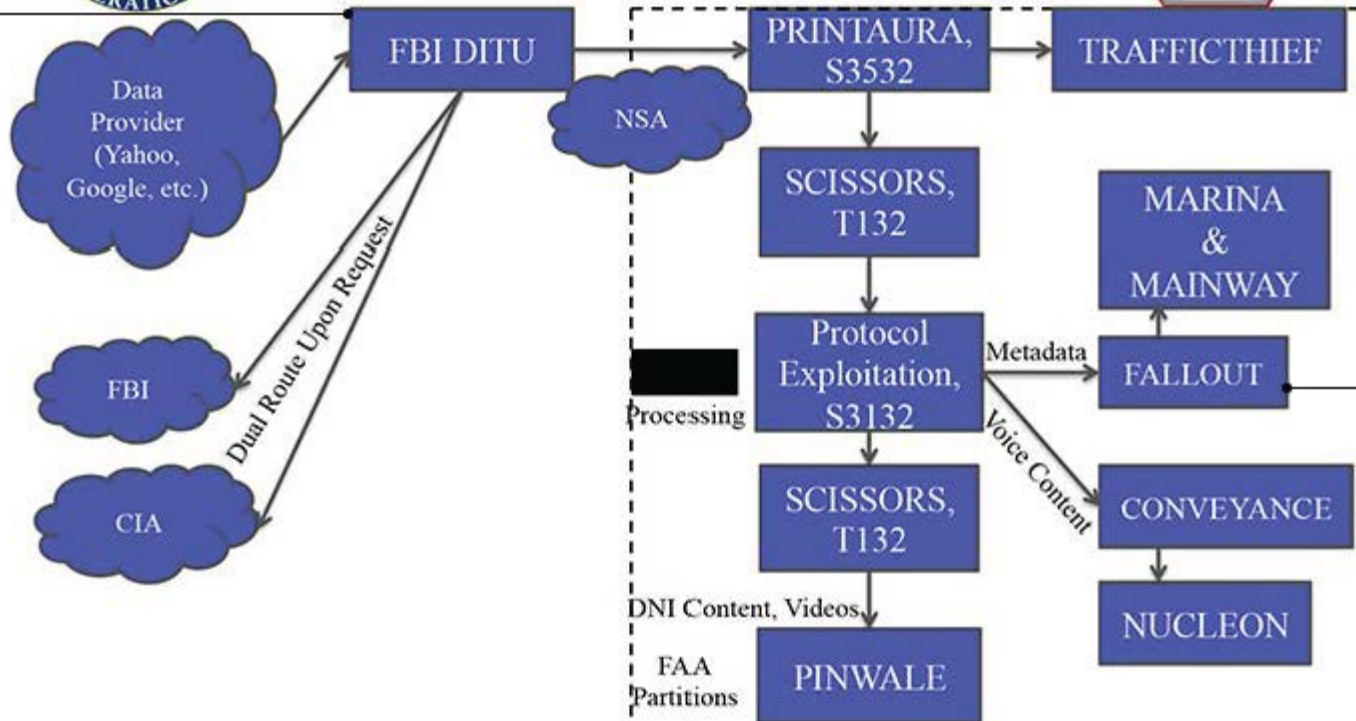 ERATIO
FBI DITU
PRINTAURA,
S3532
TRAFFICTHIEF
Data
Provider
(Yahoo,
Google, etc.)
NSA
SCISSORS,
T132
MARINA
&
MAINWAY
Dual Route Upon Request
FBI
Protocol
Exploitation,
S3132
Metadata
FALLOUT
Processing
Voice Content
CIA
SCISSORS,
T132
CONVEYANCE
DNI Content, Videos
NUCLEON
FAA
Partitions
PINWALE